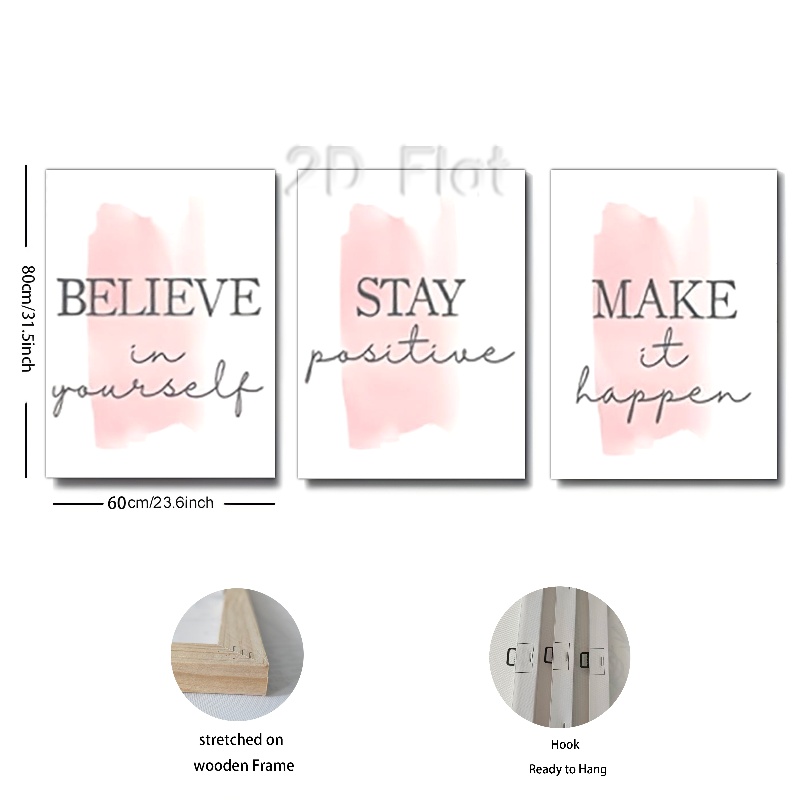 2D Flat
80cm/31.5inch
BELIEVE
in
yourself
STAY
positive
MAKE
it
happen
60cm/23.6inch
stretched on
wooden Frame
Hook
Ready to Hang